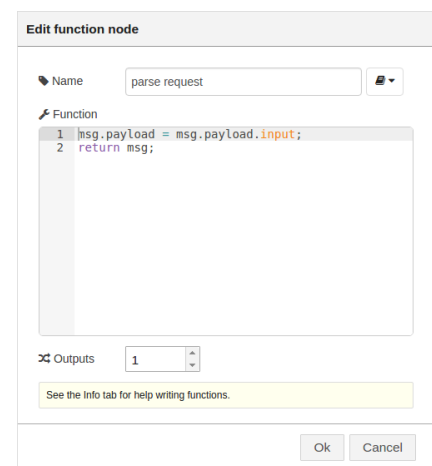 Edit function node
Name
parse request
Function
1 msg.payload = msg.payload.input;
2 return msg;
Outputs
1
See the Info tab for help writing functions.
Ok Cancel